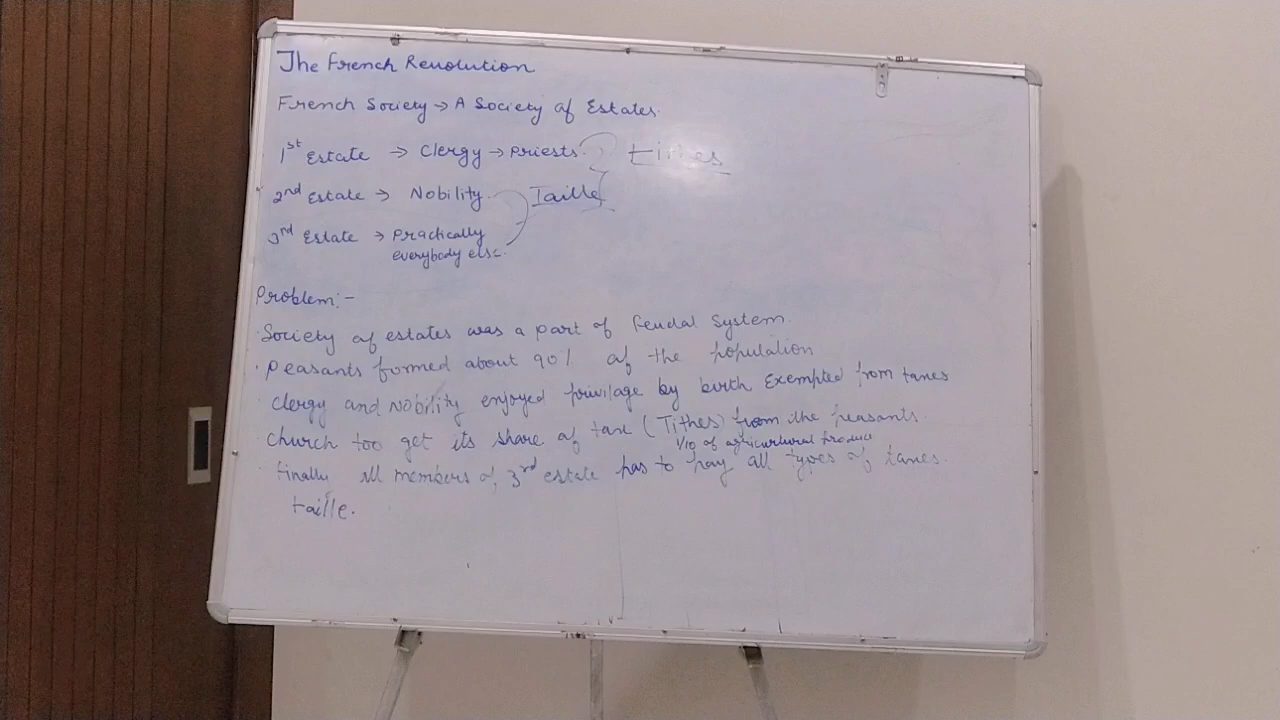 The French Revolution
French Society → A Society of Estates.
1st Estate → Clergy → Priests. tithes
2nd Estate → Nobility. Taille
3rd Estate → Practically
everybody else.
Problem:-
Society of estates was a part of Feudal System.
· Peasants formed about 90% of the population
Clergy and Nobility enjoyed privilage by birth Exempted from taxes
Church too get its share of taxe (Tithes) from the peasants.
1/10 of agricultural produce
· Finally all members of 3rd estate has to pay all types of taxes.
taille.